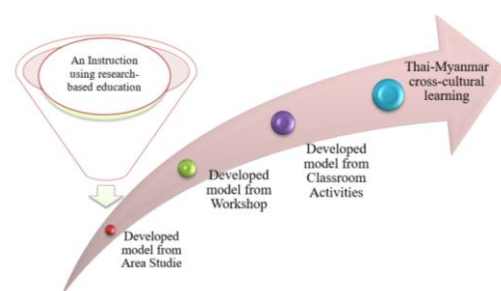 An Instruction
using research-
based education
Thai-Myanmar
cross-cultural
learning
Developed
model from
Classroom
Activities
Developed
model from
Workshop
Developed
model from
Area Studie